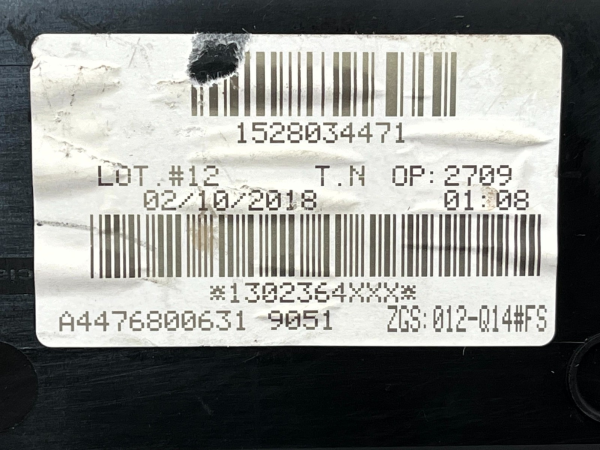 1528034471
LOT.#12 T.N OP:2709
02/10/2018 01:08
*1302364XXX*
A4476800631 9051 ZGS:012-Q14#FS